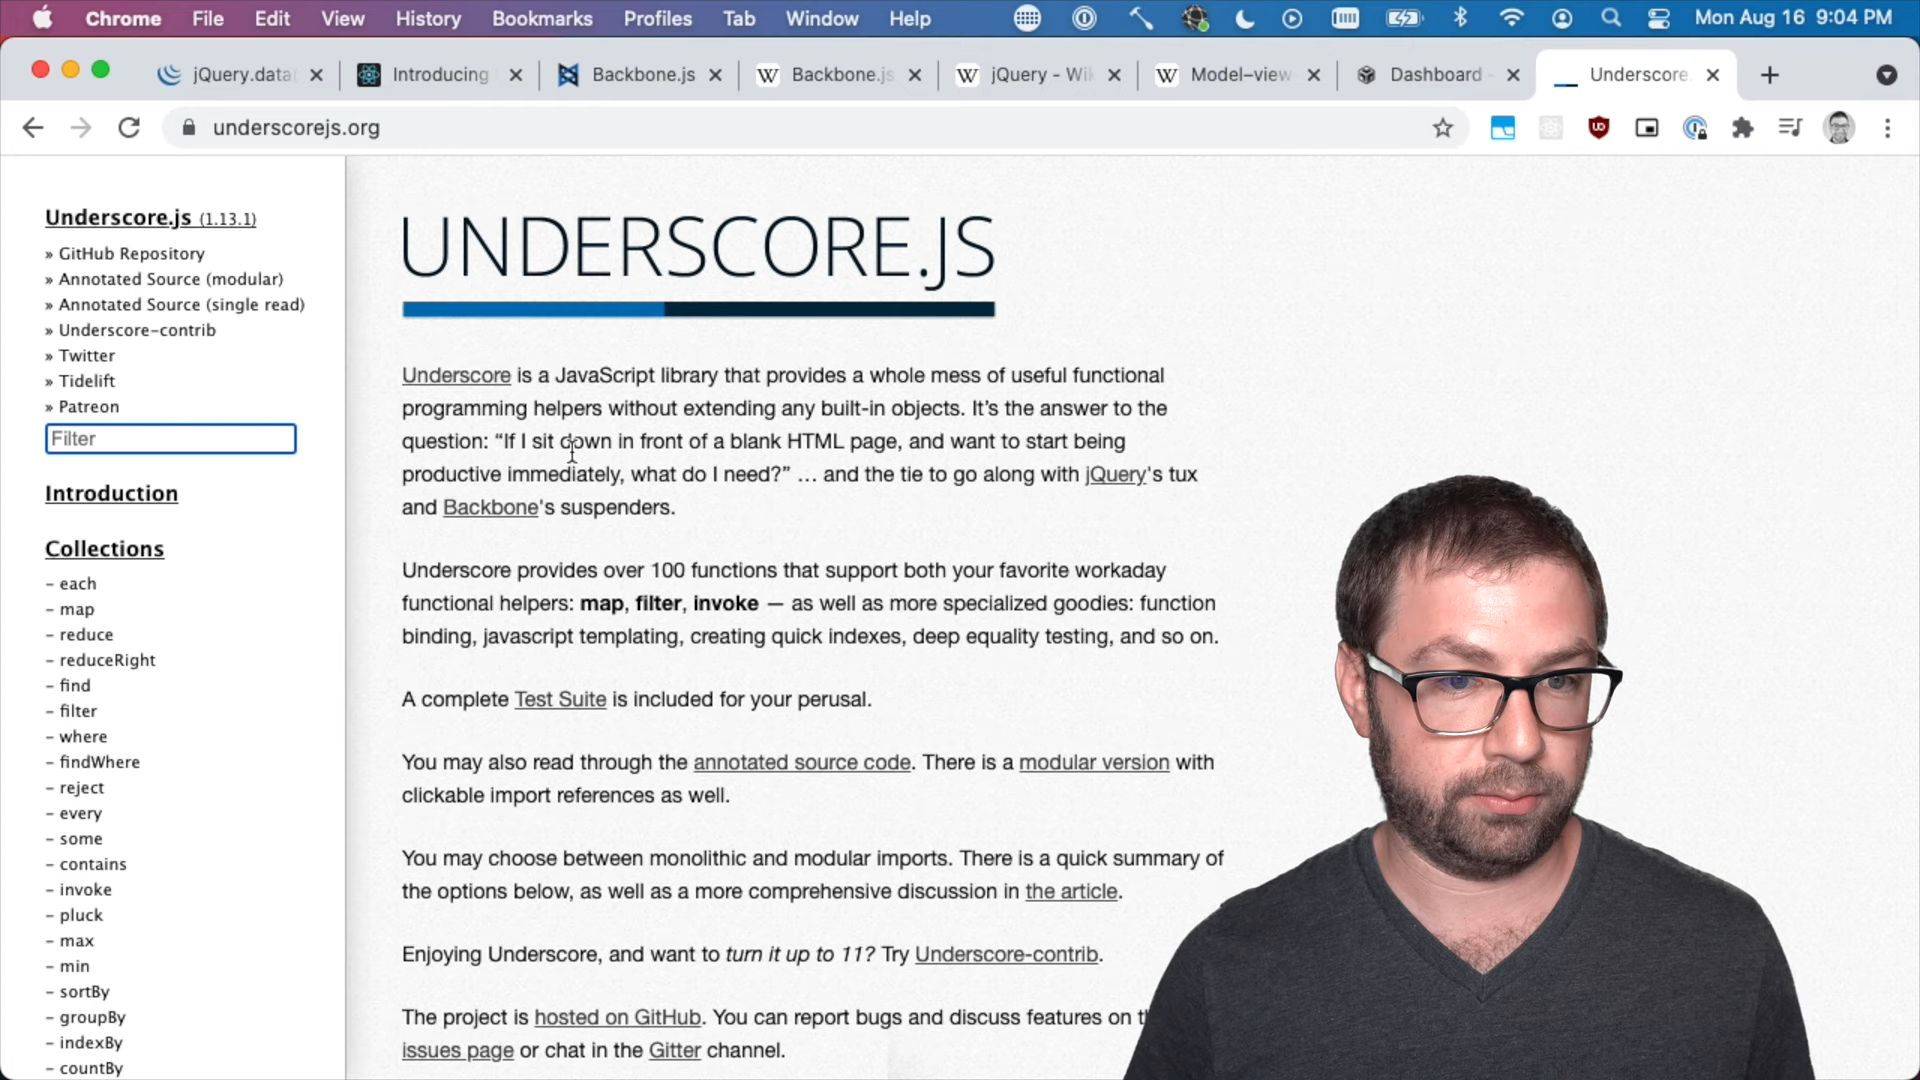 Chrome File Edit View History Bookmarks Profiles Tab Window Help Mon Aug 16 9:04 PM
jQuery.data Introducing Backbone.js Backbone.js jQuery - Wik Model–view Dashboard - Underscore.
underscorejs.org
Underscore.js (1.13.1)
» GitHub Repository
» Annotated Source (modular)
» Annotated Source (single read)
» Underscore-contrib
» Twitter
» Tidelift
» Patreon
Filter
Introduction
Collections
- each
- map
- reduce
- reduceRight
- find
- filter
- where
- findWhere
- reject
- every
- some
- contains
- invoke
- pluck
- max
- min
- sortBy
- groupBy
- indexBy
- countBy
UNDERSCORE.JS
Underscore is a JavaScript library that provides a whole mess of useful functional
programming helpers without extending any built-in objects. It’s the answer to the
question: “If I sit down in front of a blank HTML page, and want to start being
productive immediately, what do I need?” … and the tie to go along with jQuery's tux
and Backbone's suspenders.
Underscore provides over 100 functions that support both your favorite workaday
functional helpers: map, filter, invoke — as well as more specialized goodies: function
binding, javascript templating, creating quick indexes, deep equality testing, and so on.
A complete Test Suite is included for your perusal.
You may also read through the annotated source code. There is a modular version with
clickable import references as well.
You may choose between monolithic and modular imports. There is a quick summary of
the options below, as well as a more comprehensive discussion in the article.
Enjoying Underscore, and want to turn it up to 11? Try Underscore-contrib.
The project is hosted on GitHub. You can report bugs and discuss features on
issues page or chat in the Gitter channel.